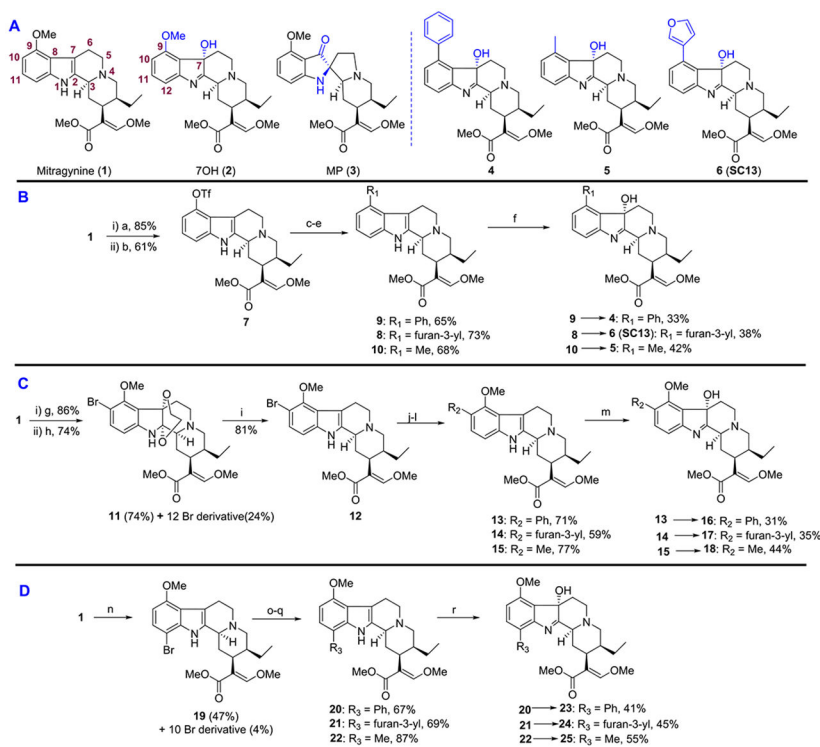 A
OMe
9
10
11
8
7
6
5
N 4
3
2
1 N H
H
MeO
O
OMe
Mitragynine (1)
OMe OH
9
10
11
12
8
7
N
N
H
MeO
O
OMe
7OH (2)
OMe O
N H
N
H
MeO
O
OMe
MP (3)
OH
N
N
H
MeO
O
OMe
4
OH
N
N
H
MeO
O
OMe
5
O
OH
N
N
H
MeO
O
OMe
6 (SC13)
B
1
i) a, 85%
ii) b, 61%
OTf
N
N H
H
MeO
O
OMe
7
c-e
R1
N
N H
H
MeO
O
OMe
9: R1 = Ph, 65%
8: R1 = furan-3-yl, 73%
10: R1 = Me, 68%
f
R1 OH
N
N
H
MeO
O
OMe
9 → 4: R1 = Ph, 33%
8 → 6 (SC13): R1 = furan-3-yl, 38%
10 → 5: R1 = Me, 42%
C
1
i) g, 86%
ii) h, 74%
OMe
Br
O
O
N
N H
H
MeO
O
OMe
11 (74%) + 12 Br derivative(24%)
i
81%
OMe
Br
N
N H
H
MeO
O
OMe
12
j-l
OMe
R2
N
N H
H
MeO
O
OMe
13: R2 = Ph, 71%
14: R2 = furan-3-yl, 59%
15: R2 = Me, 77%
m
OMe OH
R2
N
N
H
MeO
O
OMe
13 → 16: R2 = Ph, 31%
14 → 17: R2 = furan-3-yl, 35%
15 → 18: R2 = Me, 44%
D
1
n
OMe
N
N H
H
Br
MeO
O
OMe
19 (47%)
+ 10 Br derivative (4%)
o-q
OMe
N
N H
H
R3
MeO
O
OMe
20: R3 = Ph, 67%
21: R3 = furan-3-yl, 69%
22: R3 = Me, 87%
r
OMe OH
N
N
H
R3
MeO
O
OMe
20 → 23: R3 = Ph, 41%
21 → 24: R3 = furan-3-yl, 45%
22 → 25: R3 = Me, 55%